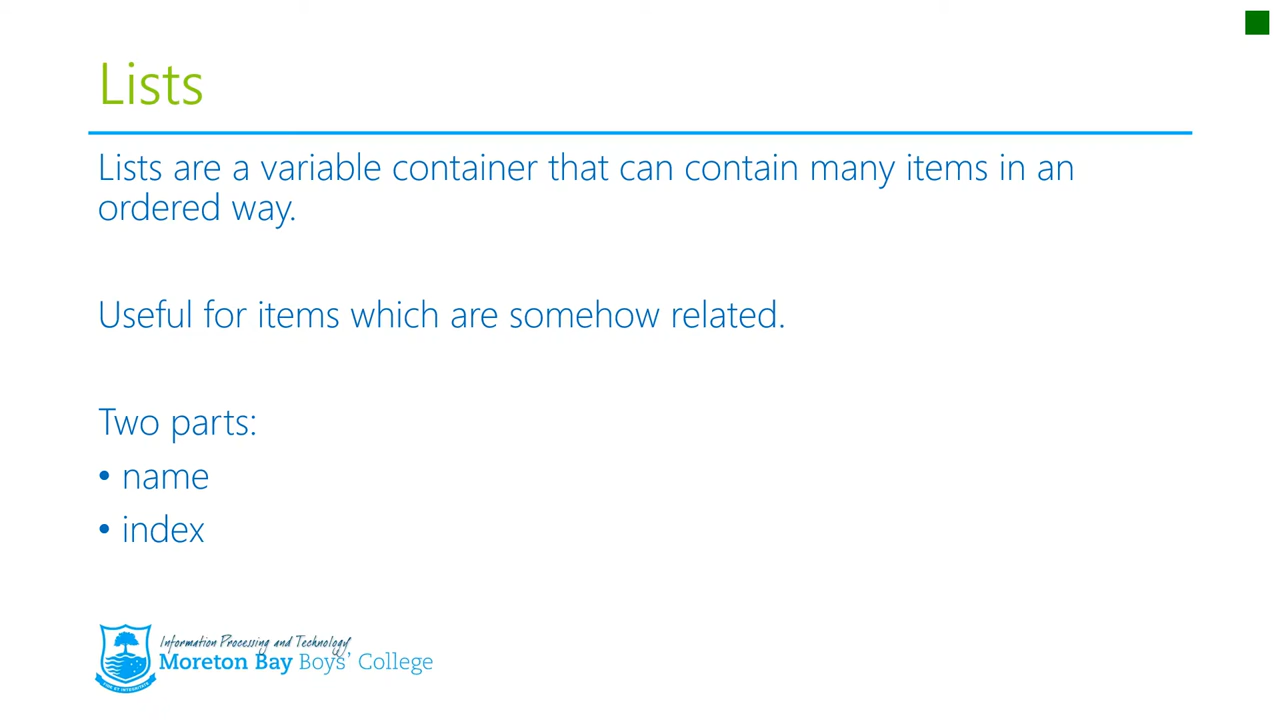 Lists
Lists are a variable container that can contain many items in an
ordered way.
Useful for items which are somehow related.
Two parts:
• name
• index
Information Processing and Technology
Moreton Bay Boys' College